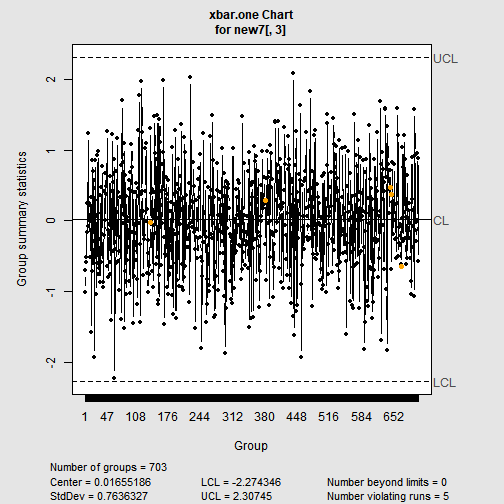 xbar.one Chart
for new7[, 3]
UCL
2
1
0
-1
-2
CL
LCL
Group summary statistics
1 47 108 176 244 312 380 448 516 584 652
Group
Number of groups = 703
Center = 0.01655186 LCL = -2.274346 Number beyond limits = 0
StdDev = 0.7636327 UCL = 2.30745 Number violating runs = 5